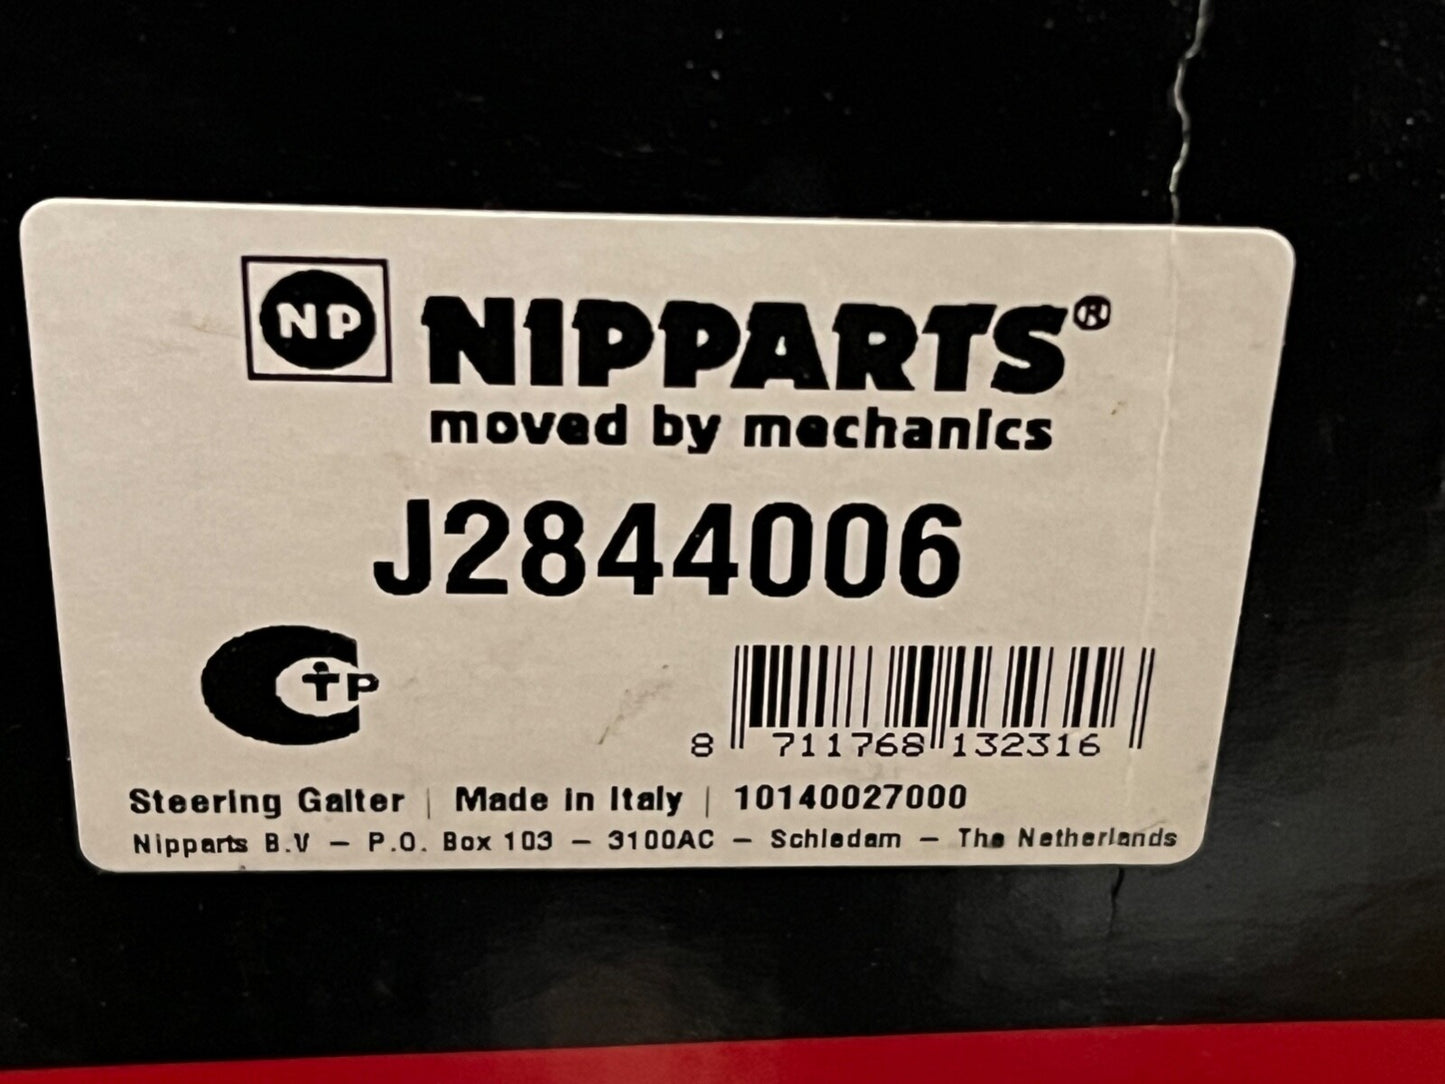 NP NIPPARTS®
moved by mechanics
J2844006
CTP
8 711768 132316
Steering Gaiter | Made in Italy | 10140027000
Nipparts B.V – P.O. Box 103 – 3100AC – Schiedam – The Netherlands